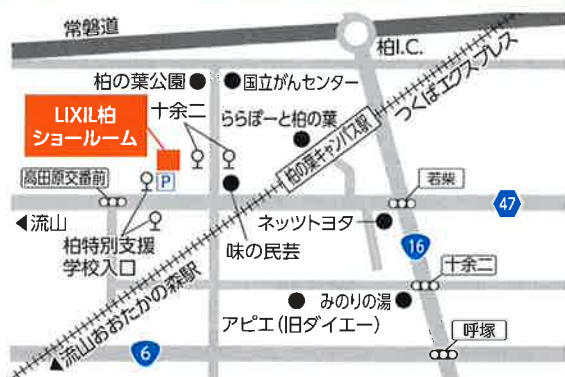 常磐道
柏I.C.
つくばエクスプレス
柏の葉公園
国立がんセンター
LIXIL柏
ショールーム
十余二
ららぽーと柏の葉
柏の葉キャンパス駅
P
高田原交番前
若柴
47
◀流山
ネッツトヨタ
柏特別支援
学校入口
味の民芸
16
十余二
みのりの湯
アピエ(旧ダイエー)
呼塚
▲流山おおたかの森駅
6